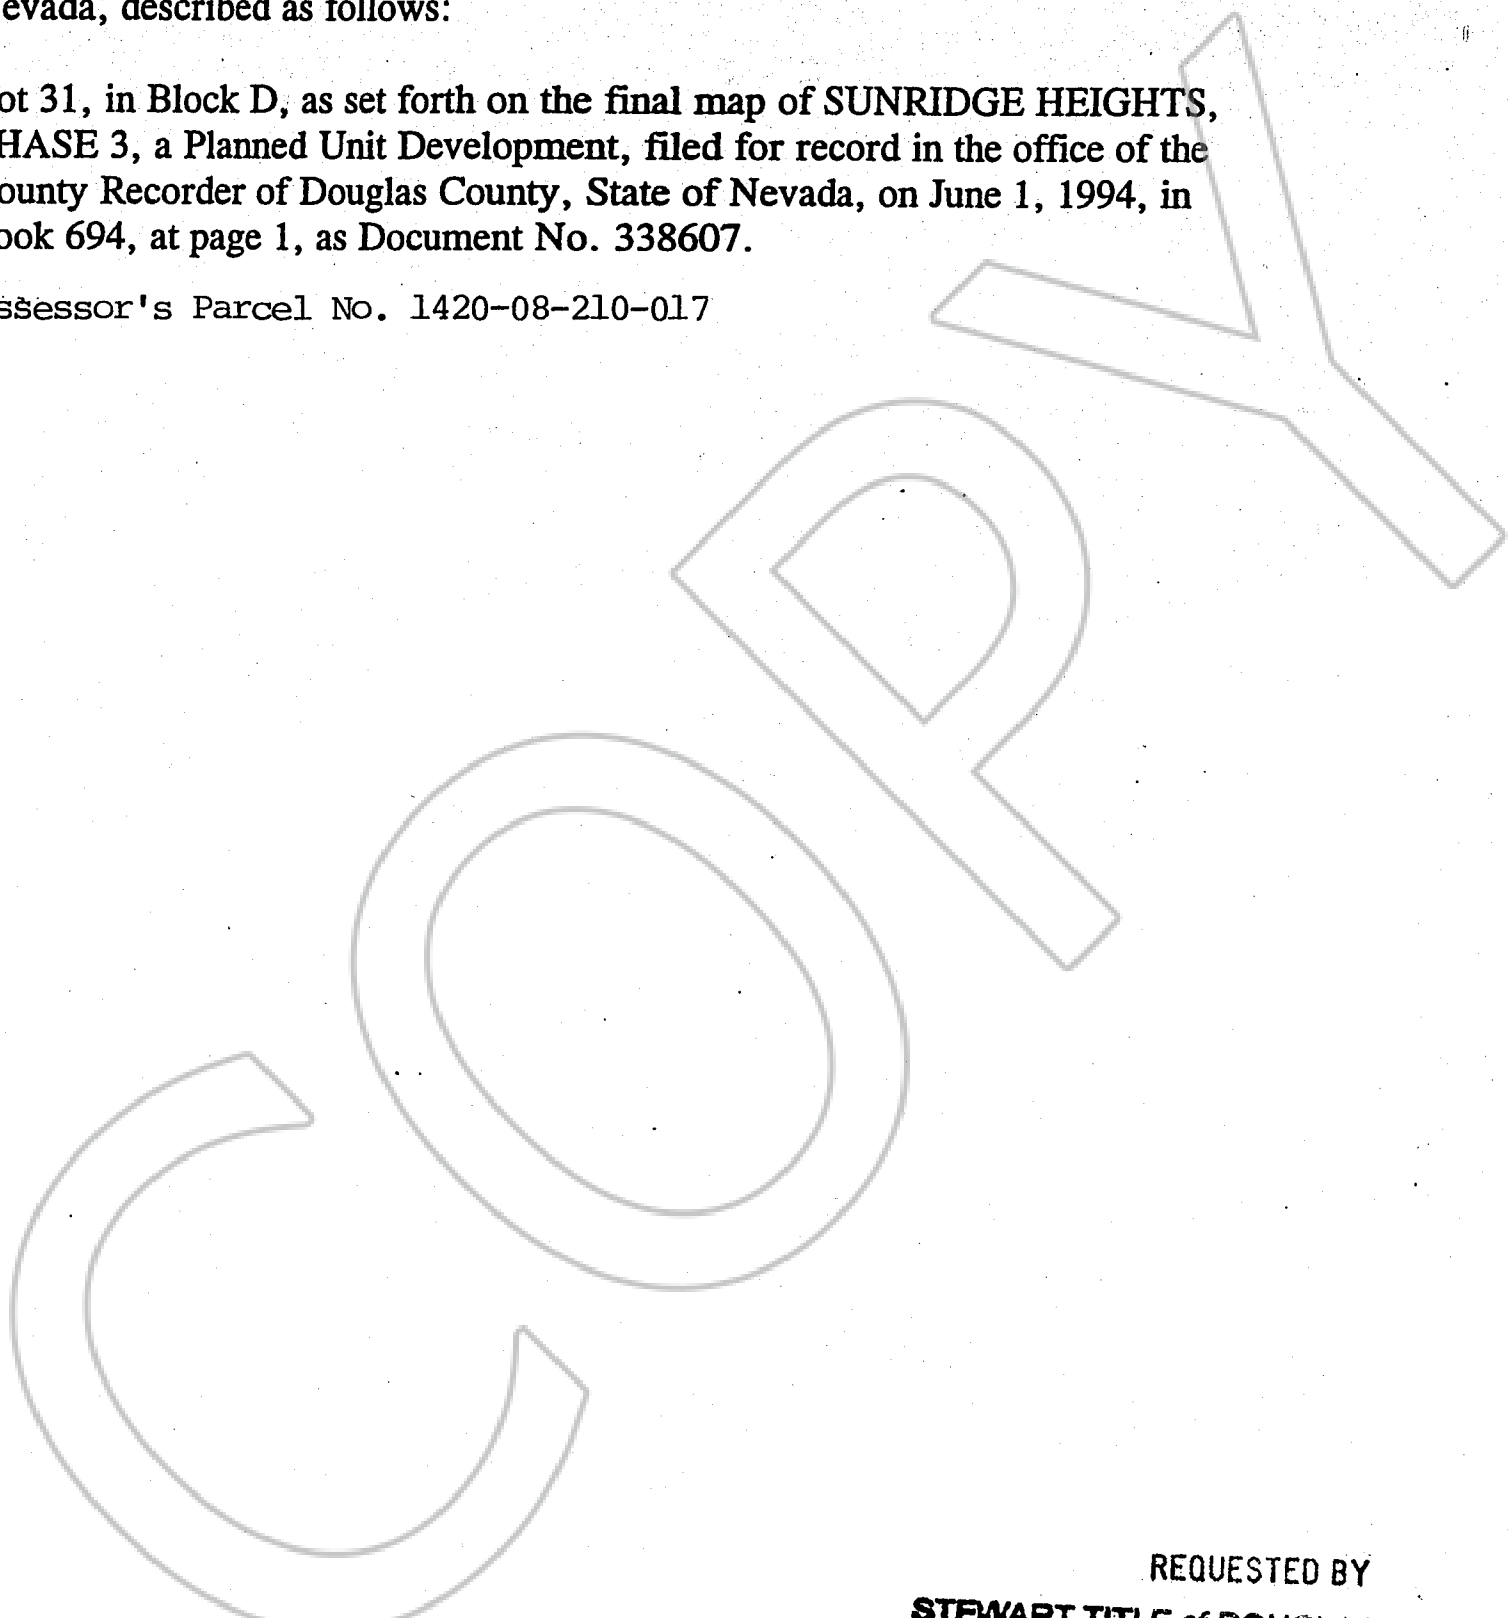 evada, described as follows:
ot 31, in Block D, as set forth on the final map of SUNRIDGE HEIGHTS,
HASE 3, a Planned Unit Development, filed for record in the office of the
ounty Recorder of Douglas County, State of Nevada, on June 1, 1994, in
ook 694, at page 1, as Document No. 338607.
ssessor's Parcel No. 1420-08-210-017
COPY
REQUESTED BY
STEWART TITLE of DOUGLAS